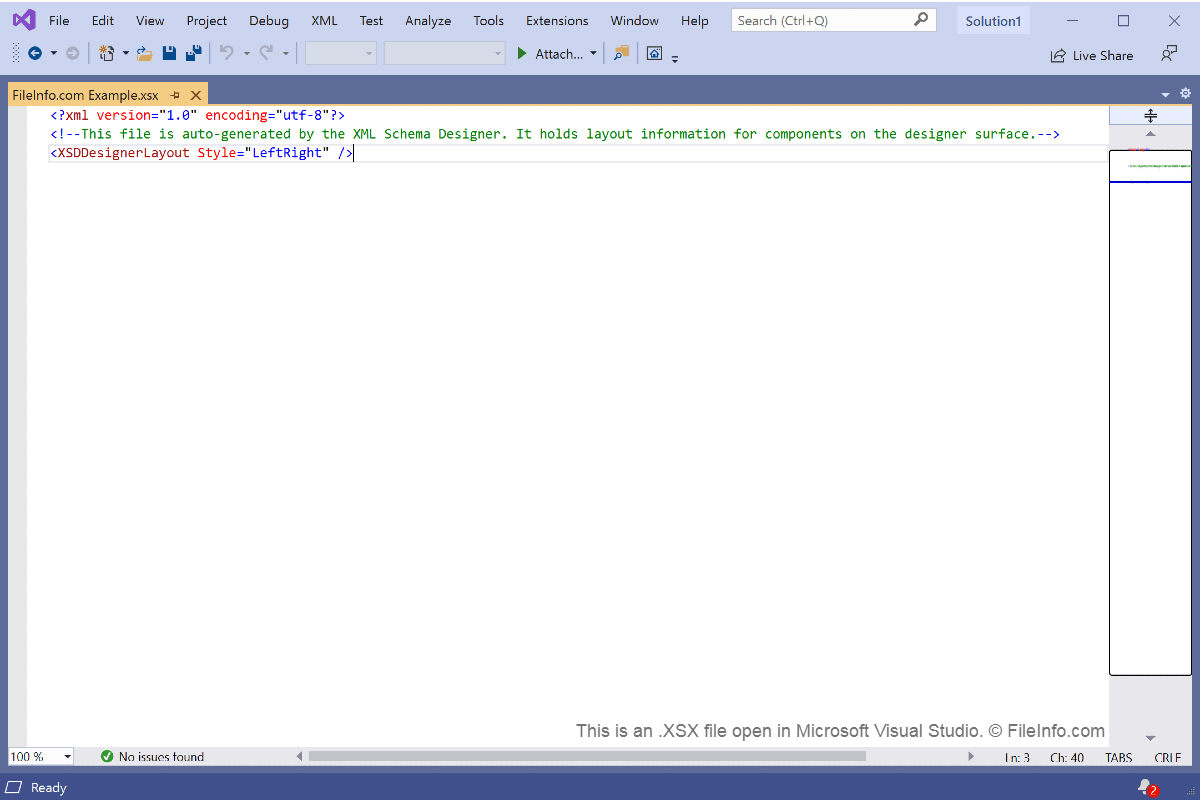 File Edit View Project Debug XML Test Analyze Tools Extensions Window Help Search (Ctrl+Q) Solution1
Attach... Live Share
FileInfo.com Example.xsx
<?xml version="1.0" encoding="utf-8"?>
<!--This file is auto-generated by the XML Schema Designer. It holds layout information for components on the designer surface.-->
<XSDDesignerLayout Style="LeftRight" />
This is an .XSX file open in Microsoft Visual Studio. © FileInfo.com
100 % No issues found Ln: 3 Ch: 40 TABS CRLF
Ready 2